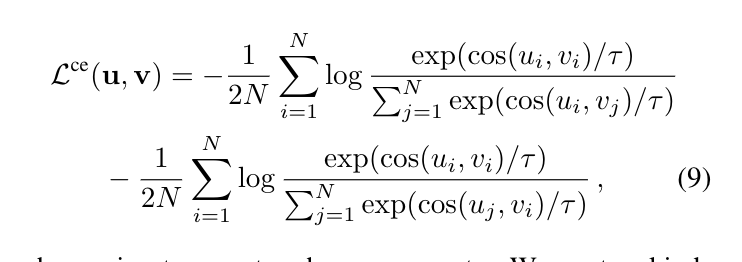 \mathcal{L}^{\text{ce}}(\mathbf{u}, \mathbf{v}) = -\frac{1}{2N} \sum_{i=1}^{N} \log \frac{\exp(\cos(u_i, v_i)/\tau)}{\sum_{j=1}^{N} \exp(\cos(u_i, v_j)/\tau)}
- \frac{1}{2N} \sum_{i=1}^{N} \log \frac{\exp(\cos(u_i, v_i)/\tau)}{\sum_{j=1}^{N} \exp(\cos(u_j, v_i)/\tau)} , (9)